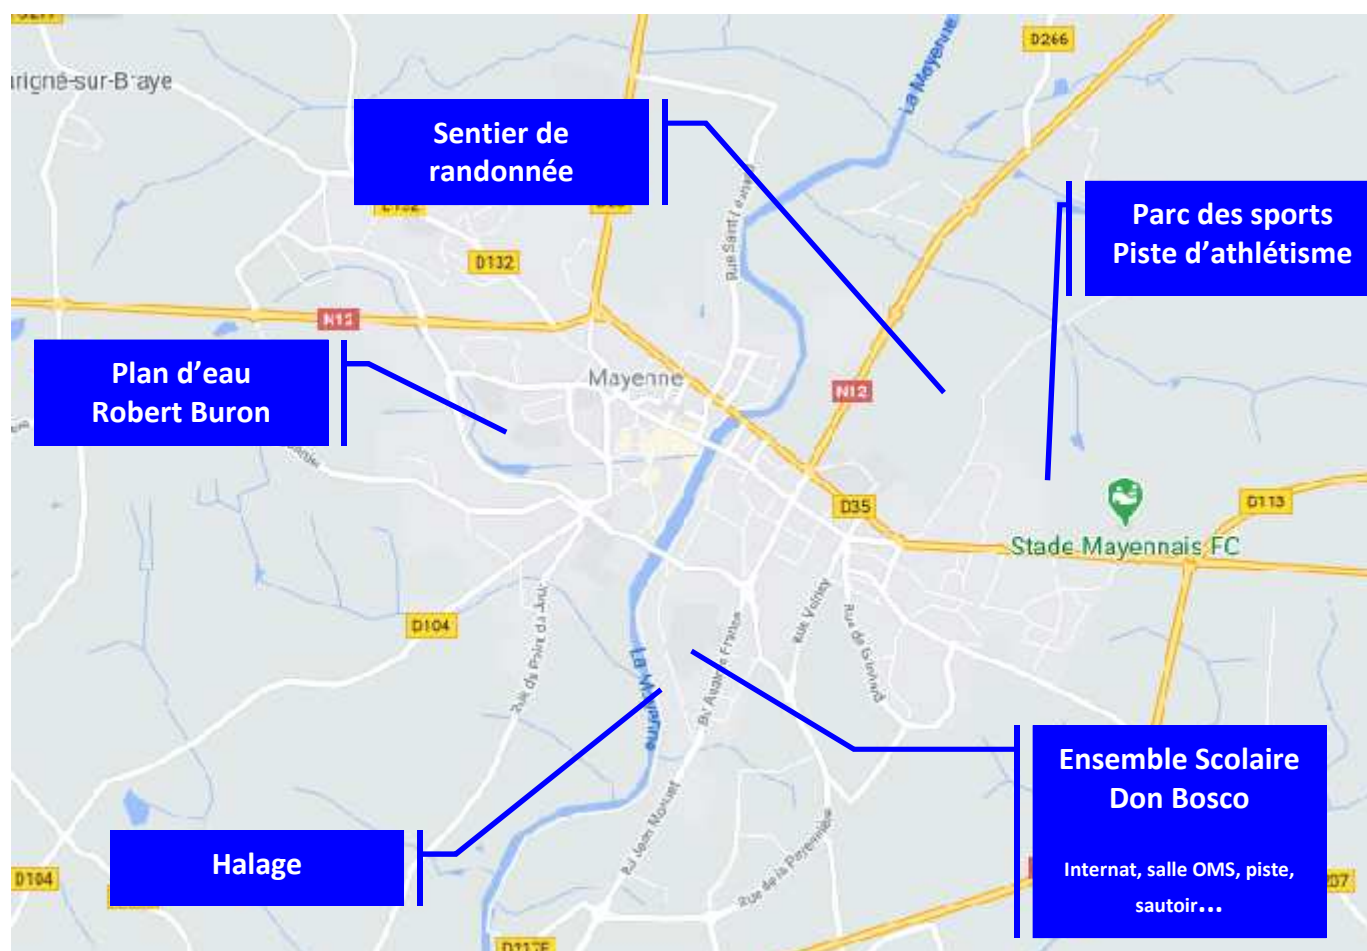 D266
La Mayenne
Sentier de
randonnée
Parc des sports
Piste d’athlétisme
D132
N12
Plan d’eau
Robert Buron
Mayenne
N12
D35
D113
Stade Mayennais FC
D104
La Mayenne
Rue Volney
Ensemble Scolaire
Don Bosco
Internat, salle OMS, piste,
sautoir...
Halage
D104